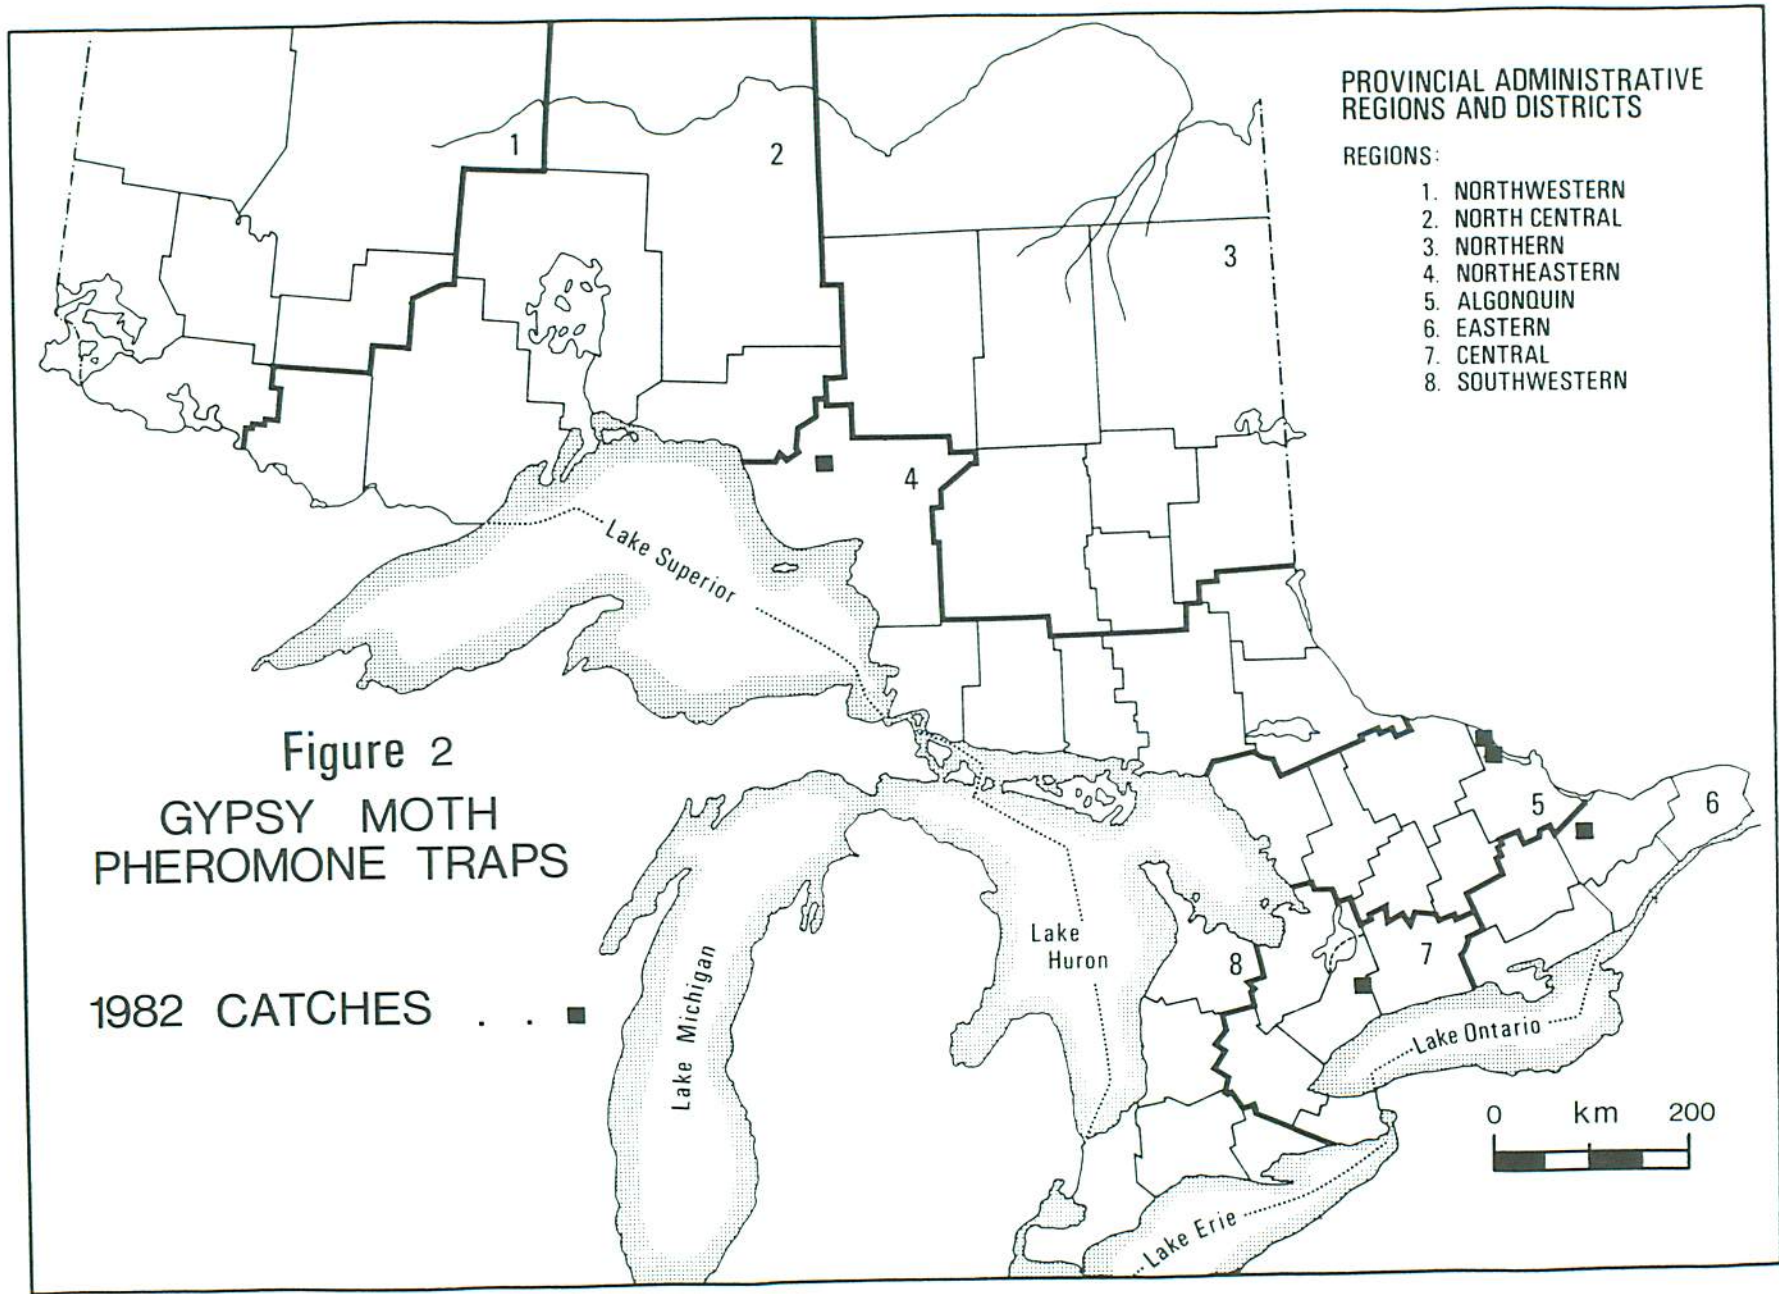 PROVINCIAL ADMINISTRATIVE
REGIONS AND DISTRICTS
REGIONS:
1. NORTHWESTERN
2. NORTH CENTRAL
3. NORTHERN
4. NORTHEASTERN
5. ALGONQUIN
6. EASTERN
7. CENTRAL
8. SOUTHWESTERN
1
2
3
4
5
6
7
8
Lake Superior
Lake Michigan
Lake
Huron
Lake Ontario
Lake Erie
Figure 2
GYPSY MOTH
PHEROMONE TRAPS
1982 CATCHES . . ■
0 km 200